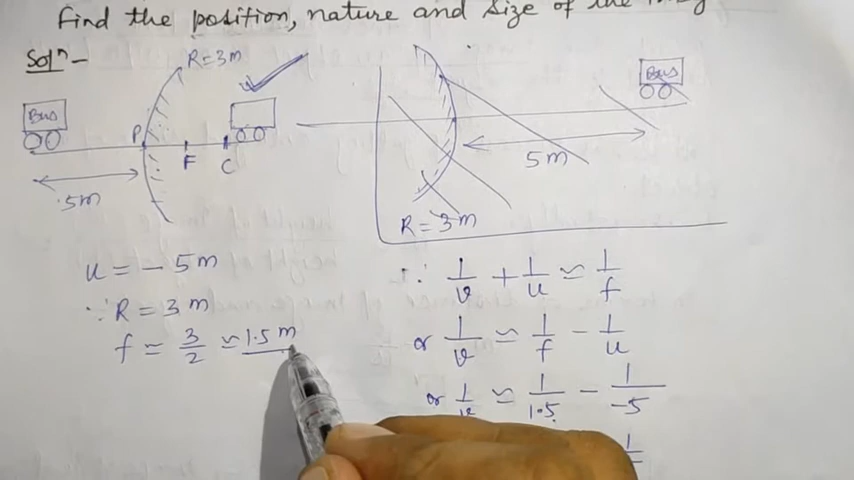 Find the position, nature and size of the
Solⁿ-
R=3m
Bus
P
F
C
5m
Bus
5m
R=3m
u = - 5m
∵ R = 3m
f ≃ 3/2 ≃ 1.5m
∵ 1/v + 1/u ≃ 1/f
or 1/v ≃ 1/f - 1/u
or 1/v ≃ 1/1.5 - 1/-5